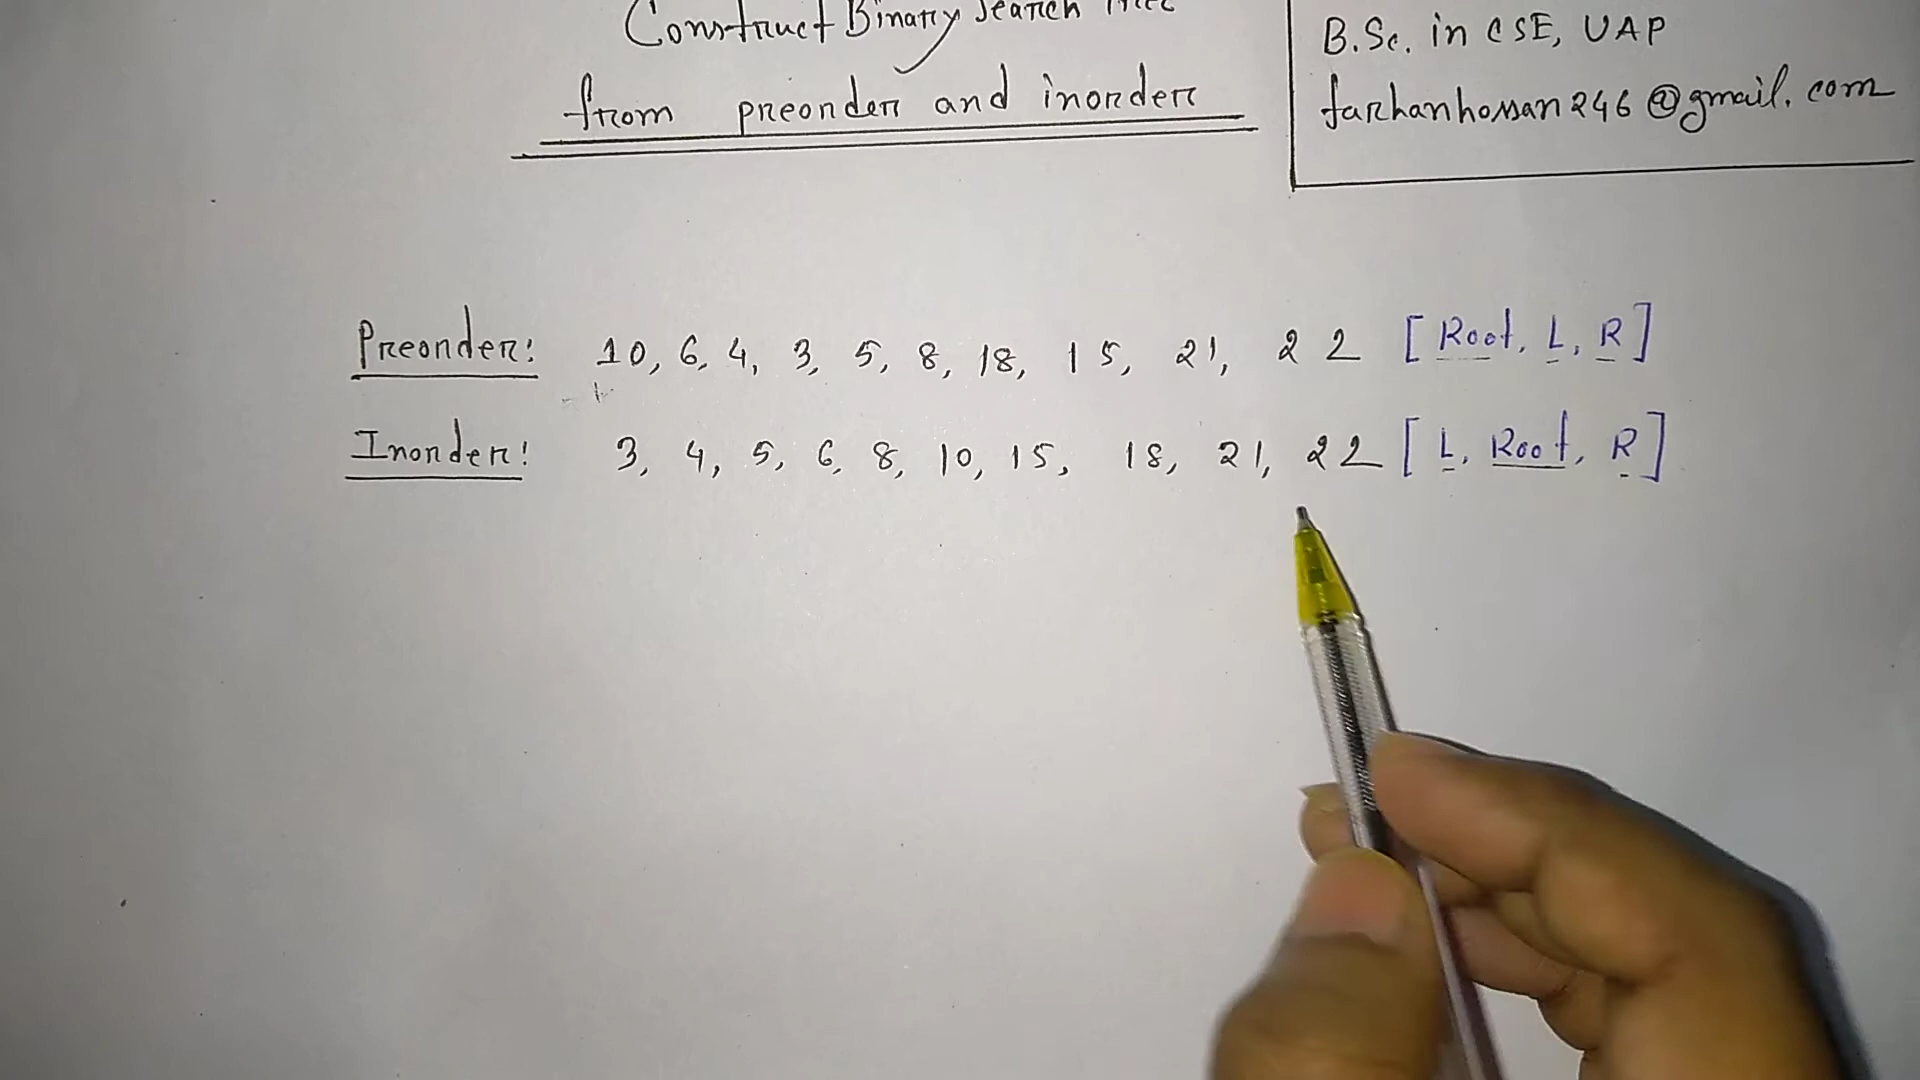 Construct Binary Search Tree
from preorder and inorder
B.Sc. in CSE, UAP
farhanhossan246@gmail.com
Preorder: 10, 6, 4, 3, 5, 8, 18, 15, 21, 22 [Root, L, R]
Inorder: 3, 4, 5, 6, 8, 10, 15, 18, 21, 22 [L, Root, R]